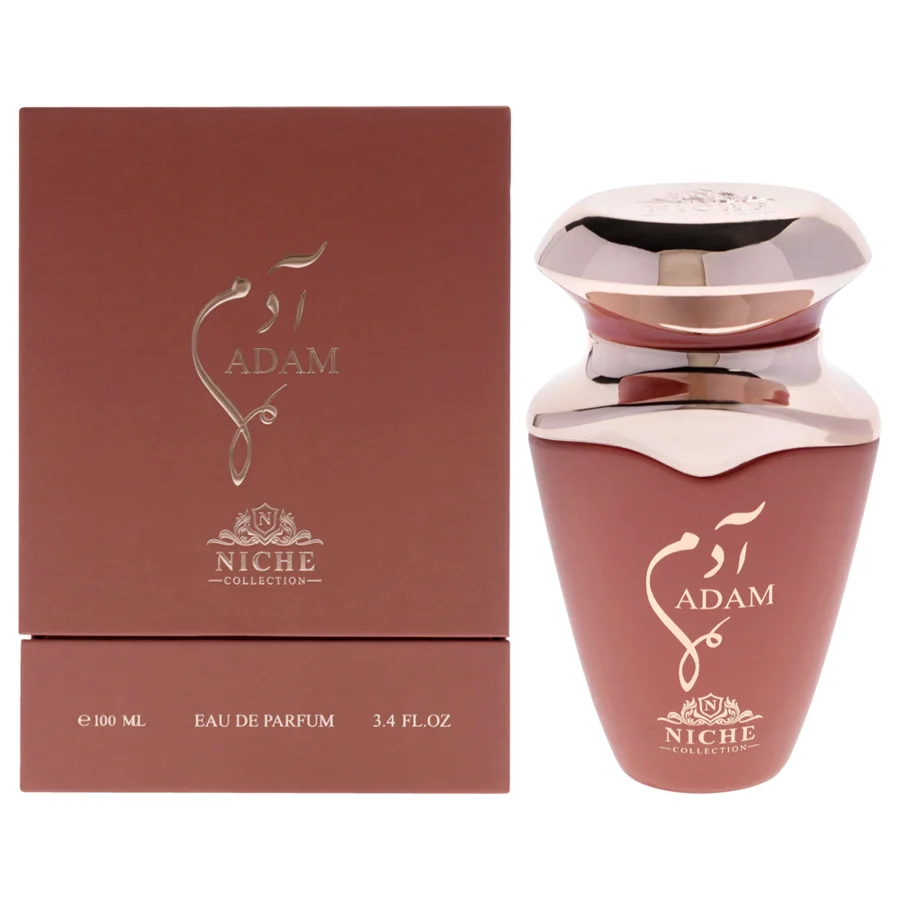 آدم
ADAM
N
NICHE
COLLECTION
℮100 ML EAU DE PARFUM 3.4 FL.OZ
آدم
ADAM
N
NICHE
COLLECTION